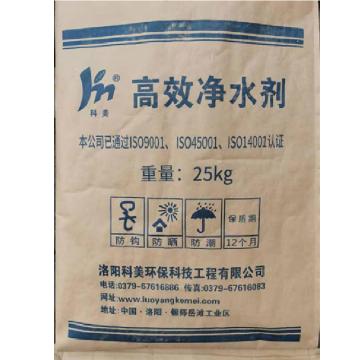 科美
®
高效净水剂
本公司已通过ISO9001、ISO45001、ISO14001认证
重量：25kg
防钩 防晒 防潮 保质期 12个月
洛阳科美环保科技工程有限公司
电话:0379-67616886 传真:0379-67616083
http://www.luoyangkemei.com
地址:中国·洛阳·偃师岳滩工业区